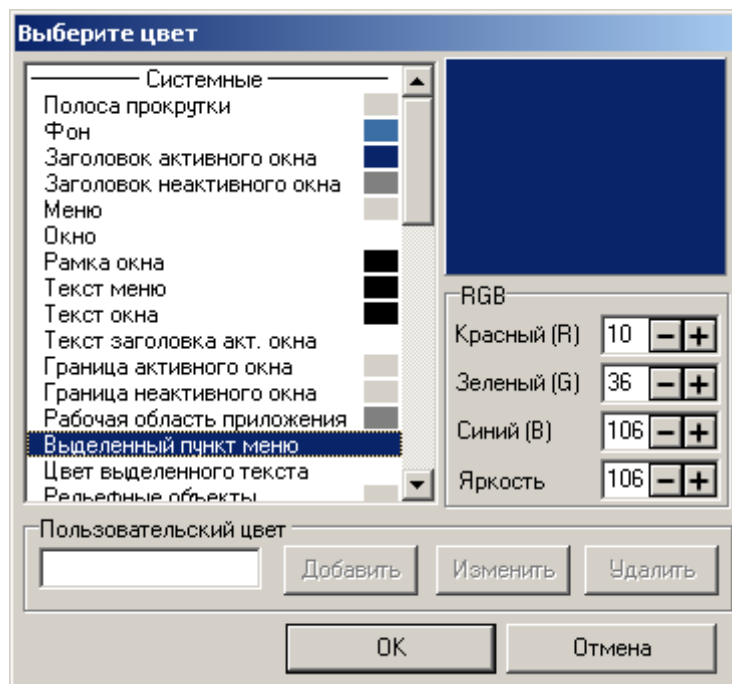 Выберите цвет
Системные
Полоса прокрутки
Фон
Заголовок активного окна
Заголовок неактивного окна
Меню
Окно
Рамка окна
Текст меню
Текст окна
Текст заголовка акт. окна
Граница активного окна
Граница неактивного окна
Рабочая область приложения
Выделенный пункт меню
Цвет выделенного текста
Рельефные объекты
RGB
Красный (R) 10
Зеленый (G) 36
Синий (B) 106
Яркость 106
Пользовательский цвет
Добавить Изменить Удалить
OK Отмена